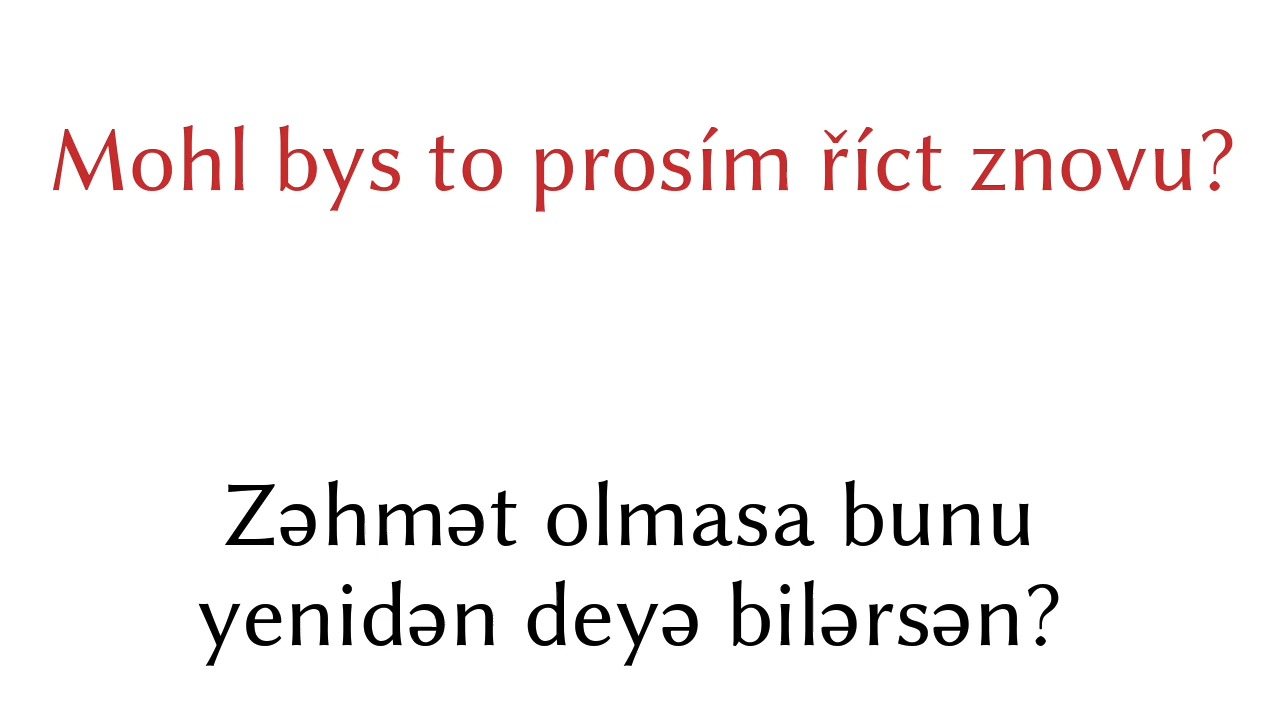 Mohl bys to prosím říct znovu?
Zəhmət olmasa bunu
yenidən deyə bilərsən?